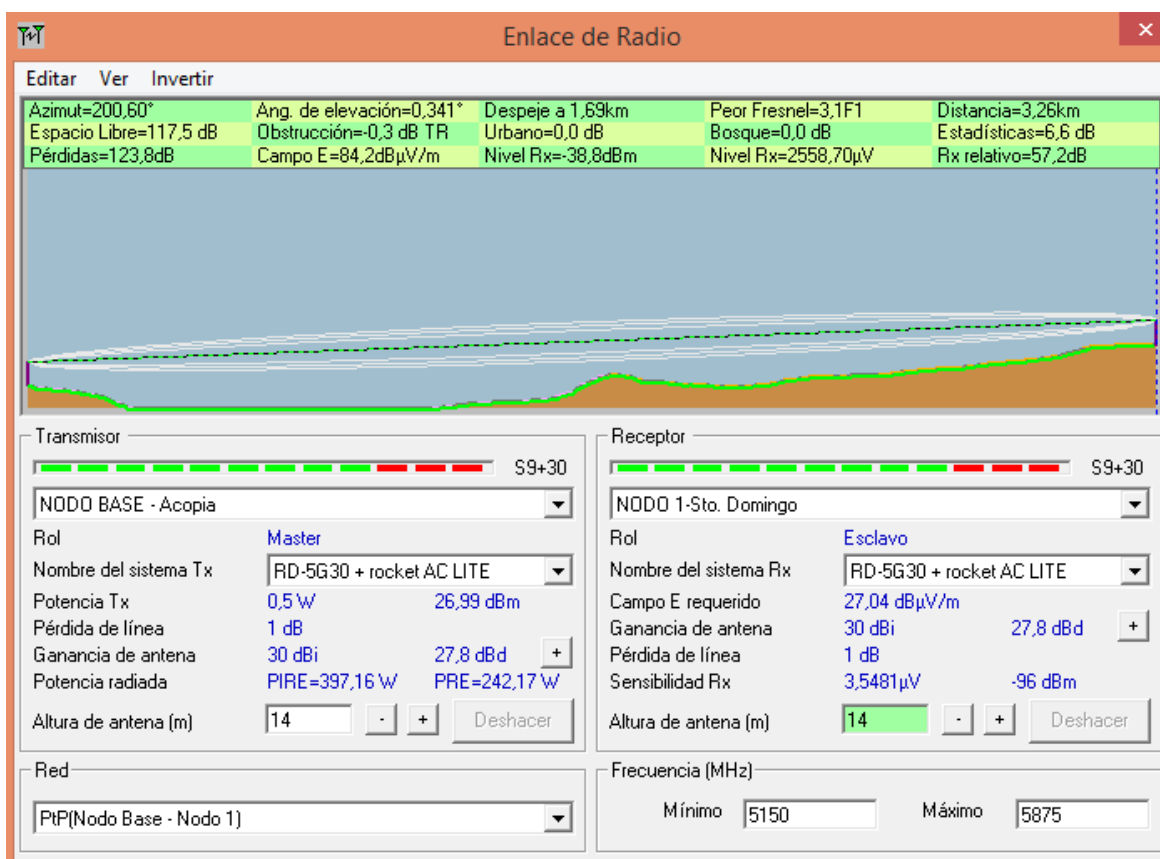 Enlace de Radio
Editar Ver Invertir
Azimut=200,60° Ang. de elevación=0,341° Despeje a 1,69km Peor Fresnel=3,1F1 Distancia=3,26km
Espacio Libre=117,5 dB Obstrucción=-0,3 dB TR Urbano=0,0 dB Bosque=0,0 dB Estadísticas=6,6 dB
Pérdidas=123,8dB Campo E=84,2dBµV/m Nivel Rx=-38,8dBm Nivel Rx=2558,70µV Rx relativo=57,2dB
Transmisor
S9+30
NODO BASE - Acopia
Rol Master
Nombre del sistema Tx RD-5G30 + rocket AC LITE
Potencia Tx 0,5 W 26,99 dBm
Pérdida de línea 1 dB
Ganancia de antena 30 dBi 27,8 dBd +
Potencia radiada PIRE=397,16 W PRE=242,17 W
Altura de antena (m) 14 - + Deshacer
Receptor
S9+30
NODO 1-Sto. Domingo
Rol Esclavo
Nombre del sistema Rx RD-5G30 + rocket AC LITE
Campo E requerido 27,04 dBµV/m
Ganancia de antena 30 dBi 27,8 dBd +
Pérdida de línea 1 dB
Sensibilidad Rx 3,5481µV -96 dBm
Altura de antena (m) 14 - + Deshacer
Red
PtP(Nodo Base - Nodo 1)
Frecuencia (MHz)
Mínimo 5150 Máximo 5875